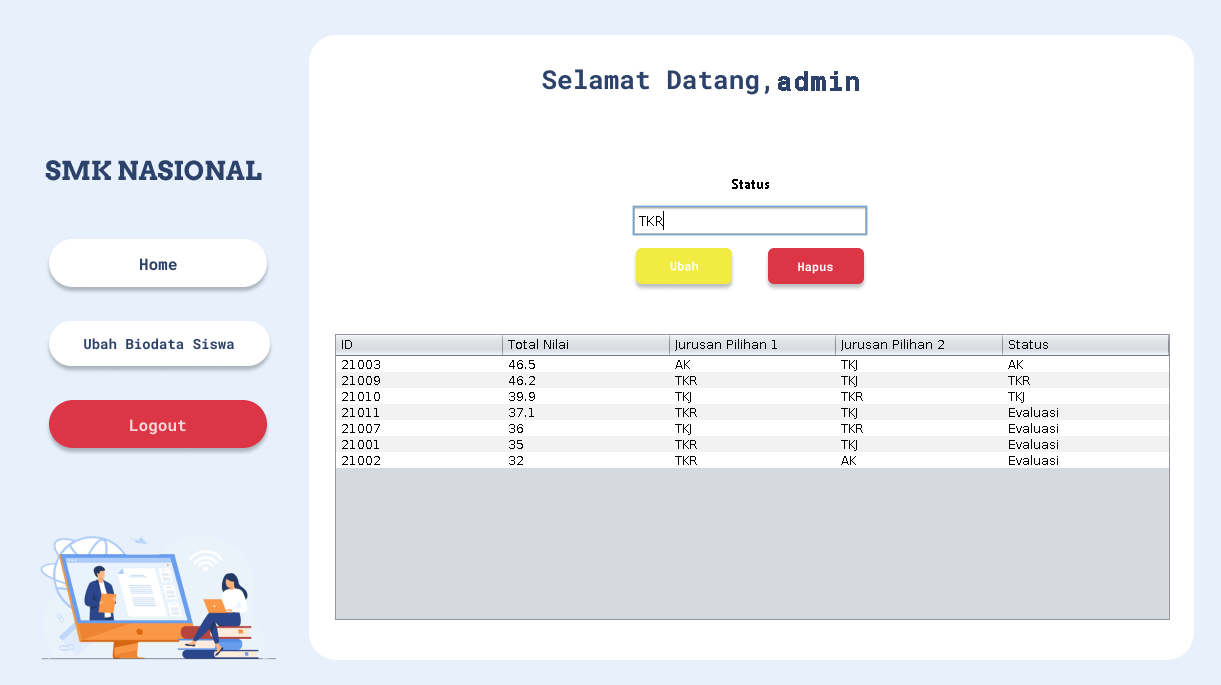 Selamat Datang,admin
SMK NASIONAL
Home
Ubah Biodata Siswa
Logout
Status
TKR
Ubah Hapus
ID Total Nilai Jurusan Pilihan 1 Jurusan Pilihan 2 Status
21003 46.5 AK TKJ AK
21009 46.2 TKR TKJ TKR
21010 39.9 TKJ TKR TKJ
21011 37.1 TKR TKJ Evaluasi
21007 36 TKJ TKR Evaluasi
21001 35 TKR TKJ Evaluasi
21002 32 TKR AK Evaluasi